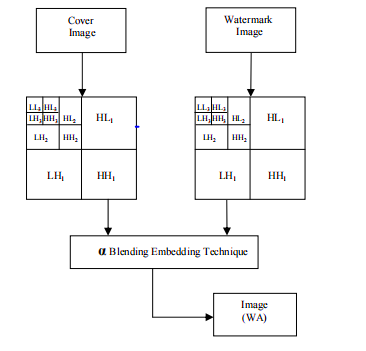 Cover
Image
Watermark
Image
LL3 HL3
LH3 HH3 HL2
HL1
LH2 HH2
LH1 HH1
LL3 HL3
LH3 HH3 HL2
HL1
LH2 HH2
LH1 HH1
α Blending Embedding Technique
Image
(WA)